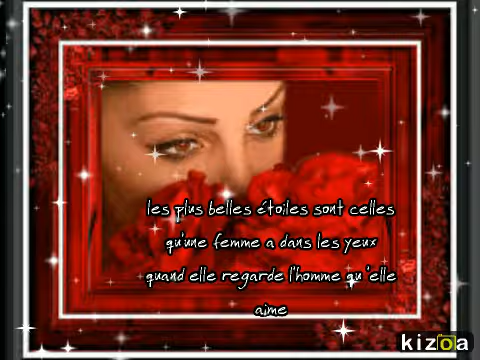 les plus belles étoiles sont celles
qu'une femme a dans les yeux
quand elle regarde l'homme qu'elle
aime
kizoa